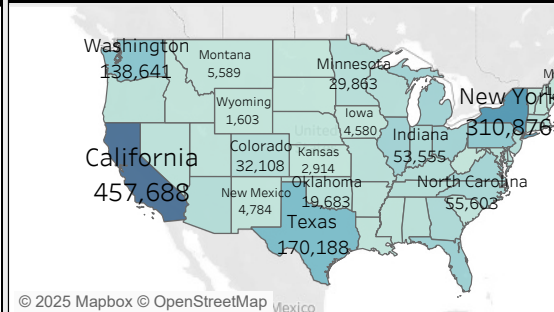 Washington
138,641
Montana
5,589
Minnesota
29,863
Wyoming
1,603
New York
310,876
Iowa
4,580
United
Indiana
53,555
California
457,688
Colorado
32,108
Kansas
2,914
New Mexico
4,784
Oklahoma
19,683
North Carolina
55,603
Texas
170,188
© 2025 Mapbox © OpenStreetMap
Mexico